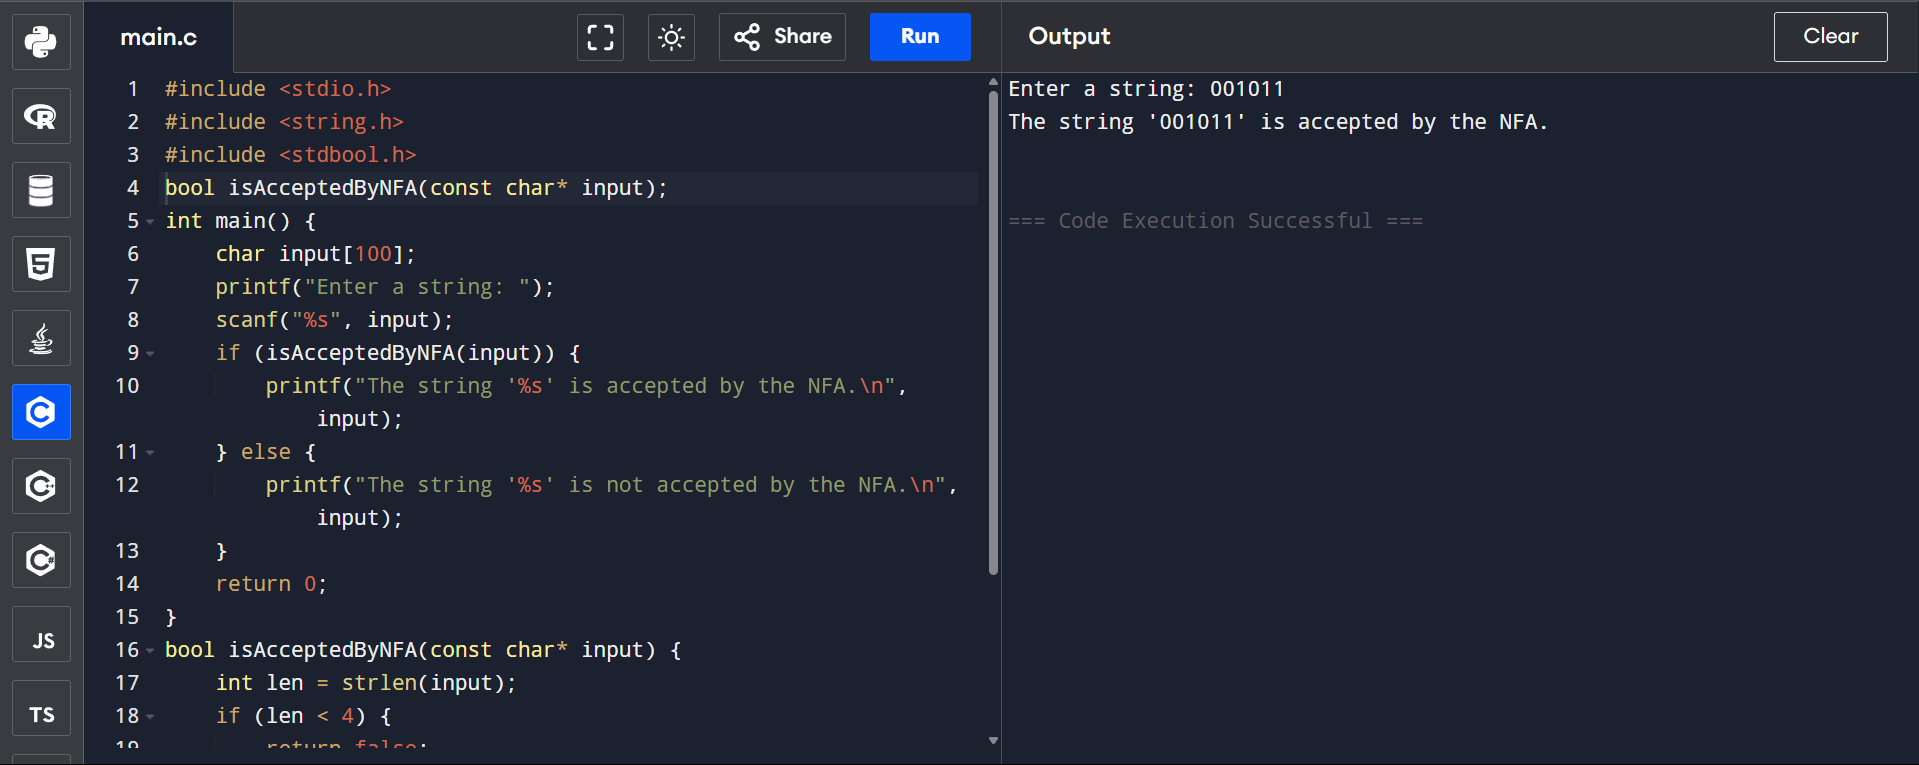 main.c
Share
Run
Output
Clear
1 #include <stdio.h>
2 #include <string.h>
3 #include <stdbool.h>
4 bool isAcceptedByNFA(const char* input);
5 int main() {
6 char input[100];
7 printf("Enter a string: ");
8 scanf("%s", input);
9 if (isAcceptedByNFA(input)) {
10 printf("The string '%s' is accepted by the NFA.\n",
input);
11 } else {
12 printf("The string '%s' is not accepted by the NFA.\n",
input);
13 }
14 return 0;
15 }
16 bool isAcceptedByNFA(const char* input) {
17 int len = strlen(input);
18 if (len < 4) {
19 return false;
Enter a string: 001011
The string '001011' is accepted by the NFA.
=== Code Execution Successful ===
R
5
C
C++
C#
JS
TS